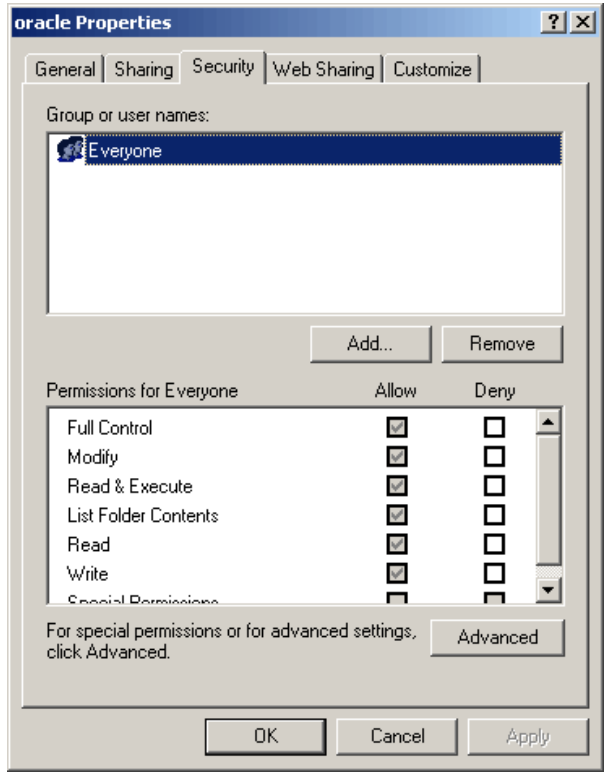 oracle Properties
General Sharing Security Web Sharing Customize
Group or user names:
Everyone
Add... Remove
Permissions for Everyone Allow Deny
Full Control
Modify
Read & Execute
List Folder Contents
Read
Write
Special Permissions
For special permissions or for advanced settings, Advanced
click Advanced.
OK Cancel Apply